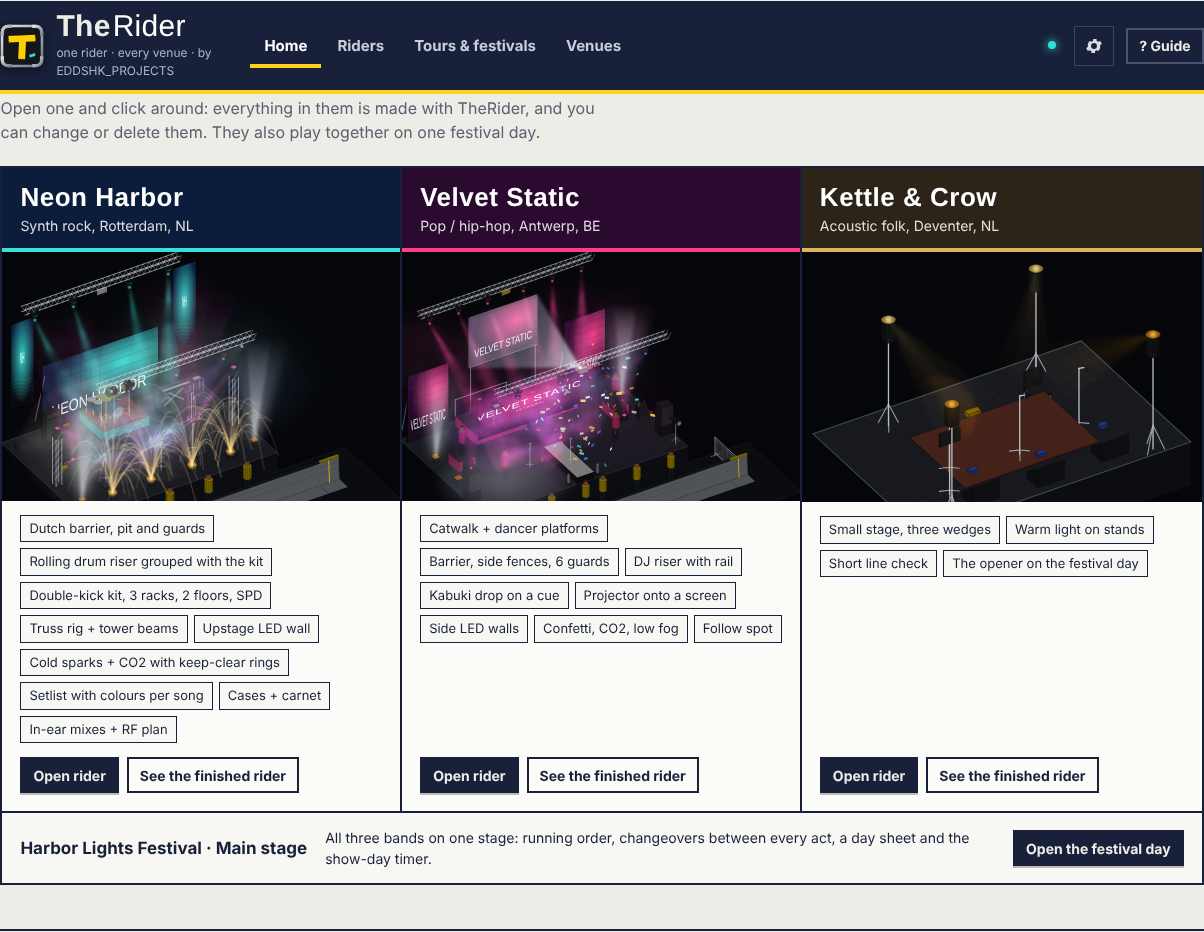 TheRider
one rider · every venue · by
EDDSHK_PROJECTS
Home
Riders
Tours & festivals
Venues
? Guide
Open one and click around: everything in them is made with TheRider, and you
can change or delete them. They also play together on one festival day.
Neon Harbor
Synth rock, Rotterdam, NL
Velvet Static
Pop / hip-hop, Antwerp, BE
Kettle & Crow
Acoustic folk, Deventer, NL
VELVET STATIC
VELVET STATIC
VELVET STATIC
Dutch barrier, pit and guards
Rolling drum riser grouped with the kit
Double-kick kit, 3 racks, 2 floors, SPD
Truss rig + tower beams
Upstage LED wall
Cold sparks + CO2 with keep-clear rings
Setlist with colours per song
Cases + carnet
In-ear mixes + RF plan
Open rider
See the finished rider
Catwalk + dancer platforms
Barrier, side fences, 6 guards
DJ riser with rail
Kabuki drop on a cue
Projector onto a screen
Side LED walls
Confetti, CO2, low fog
Follow spot
Open rider
See the finished rider
Small stage, three wedges
Warm light on stands
Short line check
The opener on the festival day
Open rider
See the finished rider
Harbor Lights Festival · Main stage
All three bands on one stage: running order, changeovers between every act, a day sheet and the
show-day timer.
Open the festival day